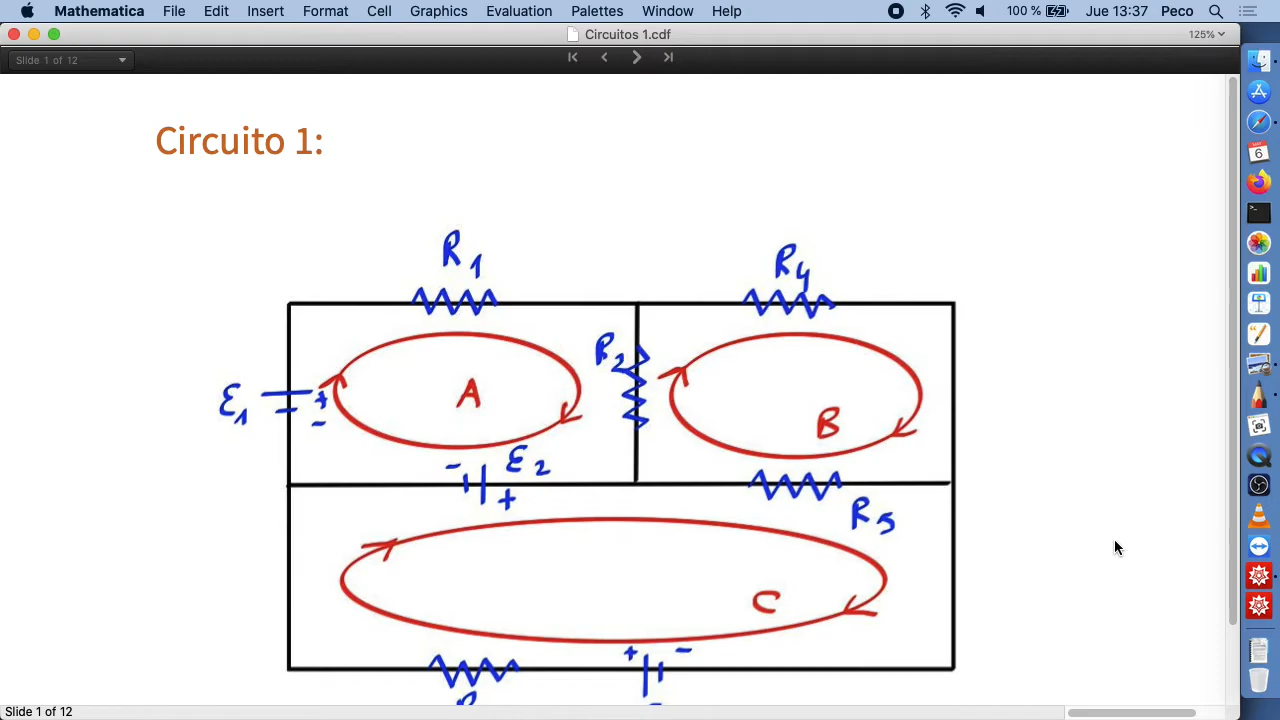 Mathematica File Edit Insert Format Cell Graphics Evaluation Palettes Window Help 100 % Jue 13:37 Peco
Circuitos 1.cdf 125%
Slide 1 of 12
Circuito 1:
R1 R4
R2
ε1 + - A B
- ε2 +
R5
C
+ -
Slide 1 of 12
6